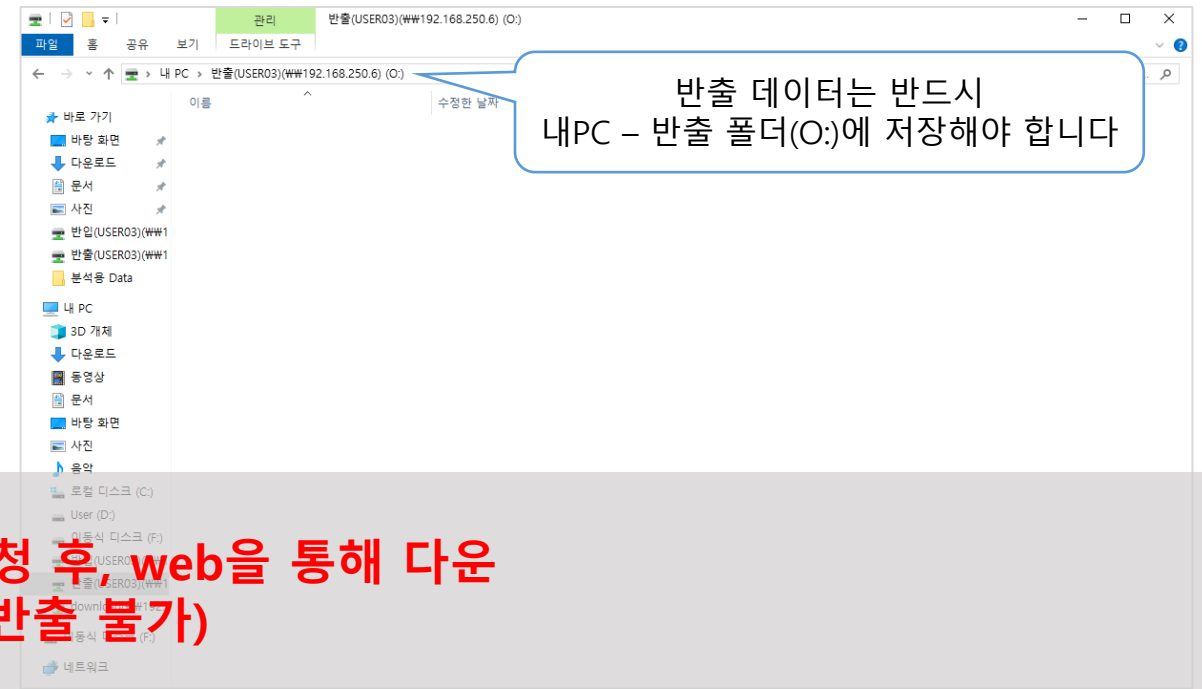 관리
반출(USER03)(₩₩192.168.250.6) (O:)
파일
홈
공유
보기
드라이브 도구
내 PC
반출(USER03)(₩₩192.168.250.6) (O:)
이름
수정한 날짜
반출 데이터는 반드시
내PC – 반출 폴더(O:)에 저장해야 합니다
바로 가기
바탕 화면
다운로드
문서
사진
반입(USER03)(₩₩1
반출(USER03)(₩₩1
분석용 Data
내 PC
3D 개체
다운로드
동영상
문서
바탕 화면
사진
음악
로컬 디스크 (C:)
User (D:)
이동식 디스크 (F:)
반출(USER03)(₩₩1
네트워크
청 후, web을 통해 다운
반출 불가)